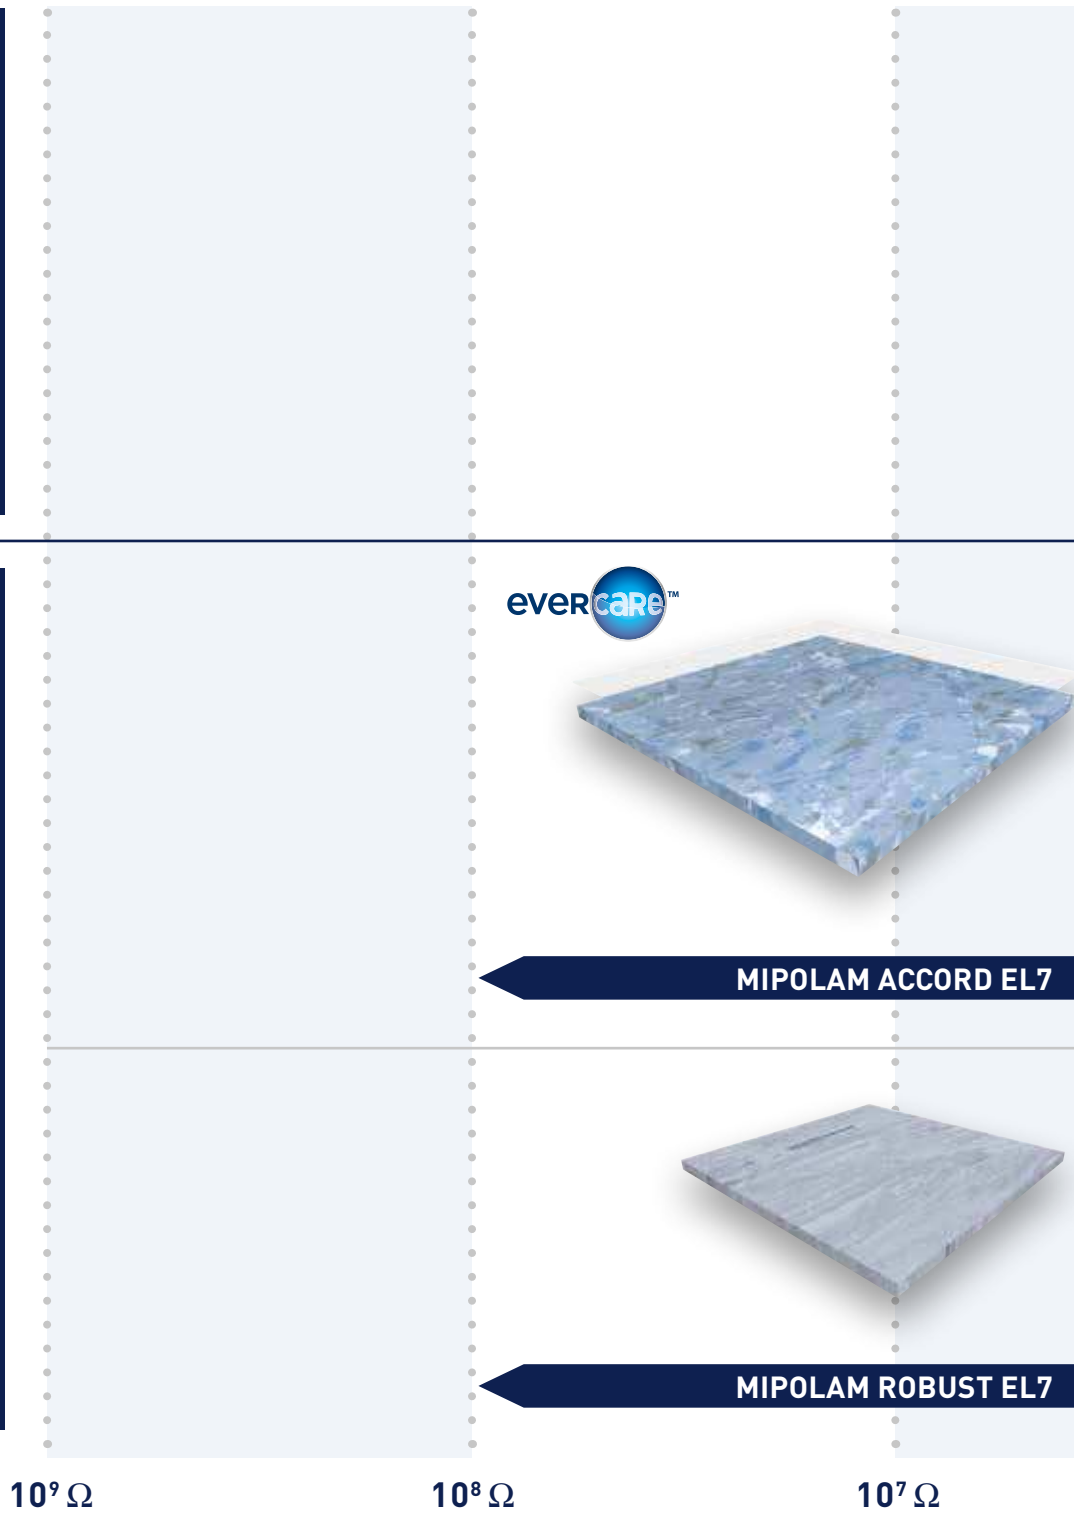 evercare™
MIPOLAM ACCORD EL7
MIPOLAM ROBUST EL7
10⁹ Ω
10⁸ Ω
10⁷ Ω